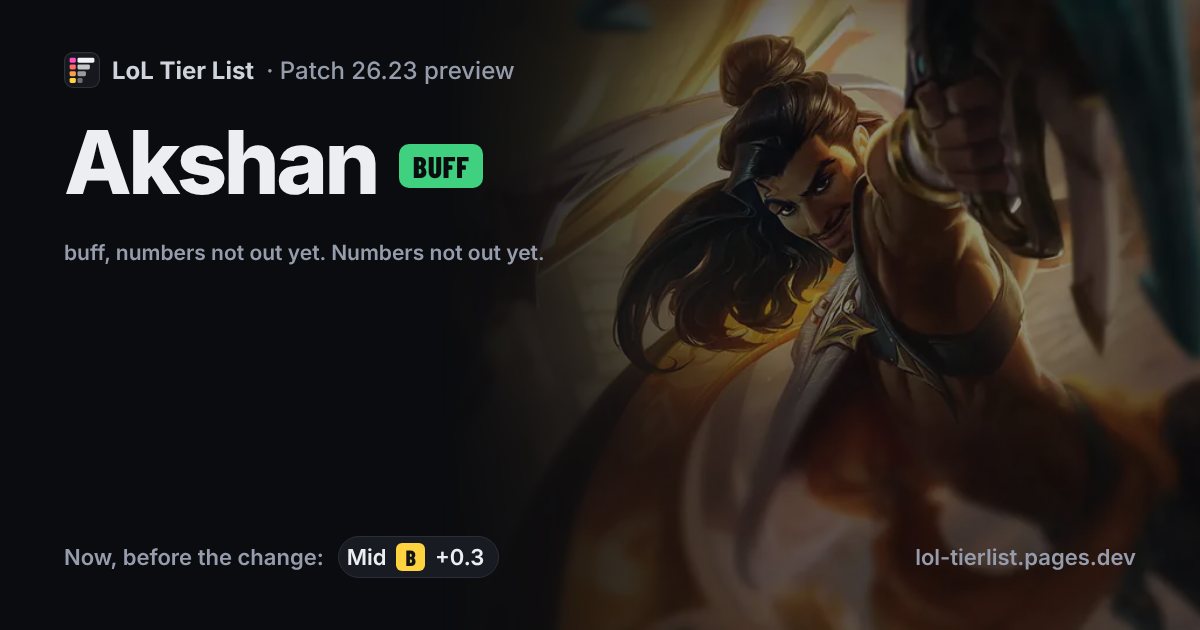 LoL Tier List · Patch 26.23 preview
Akshan BUFF
buff, numbers not out yet. Numbers not out yet.
Now, before the change: Mid B +0.3
lol-tierlist.pages.dev